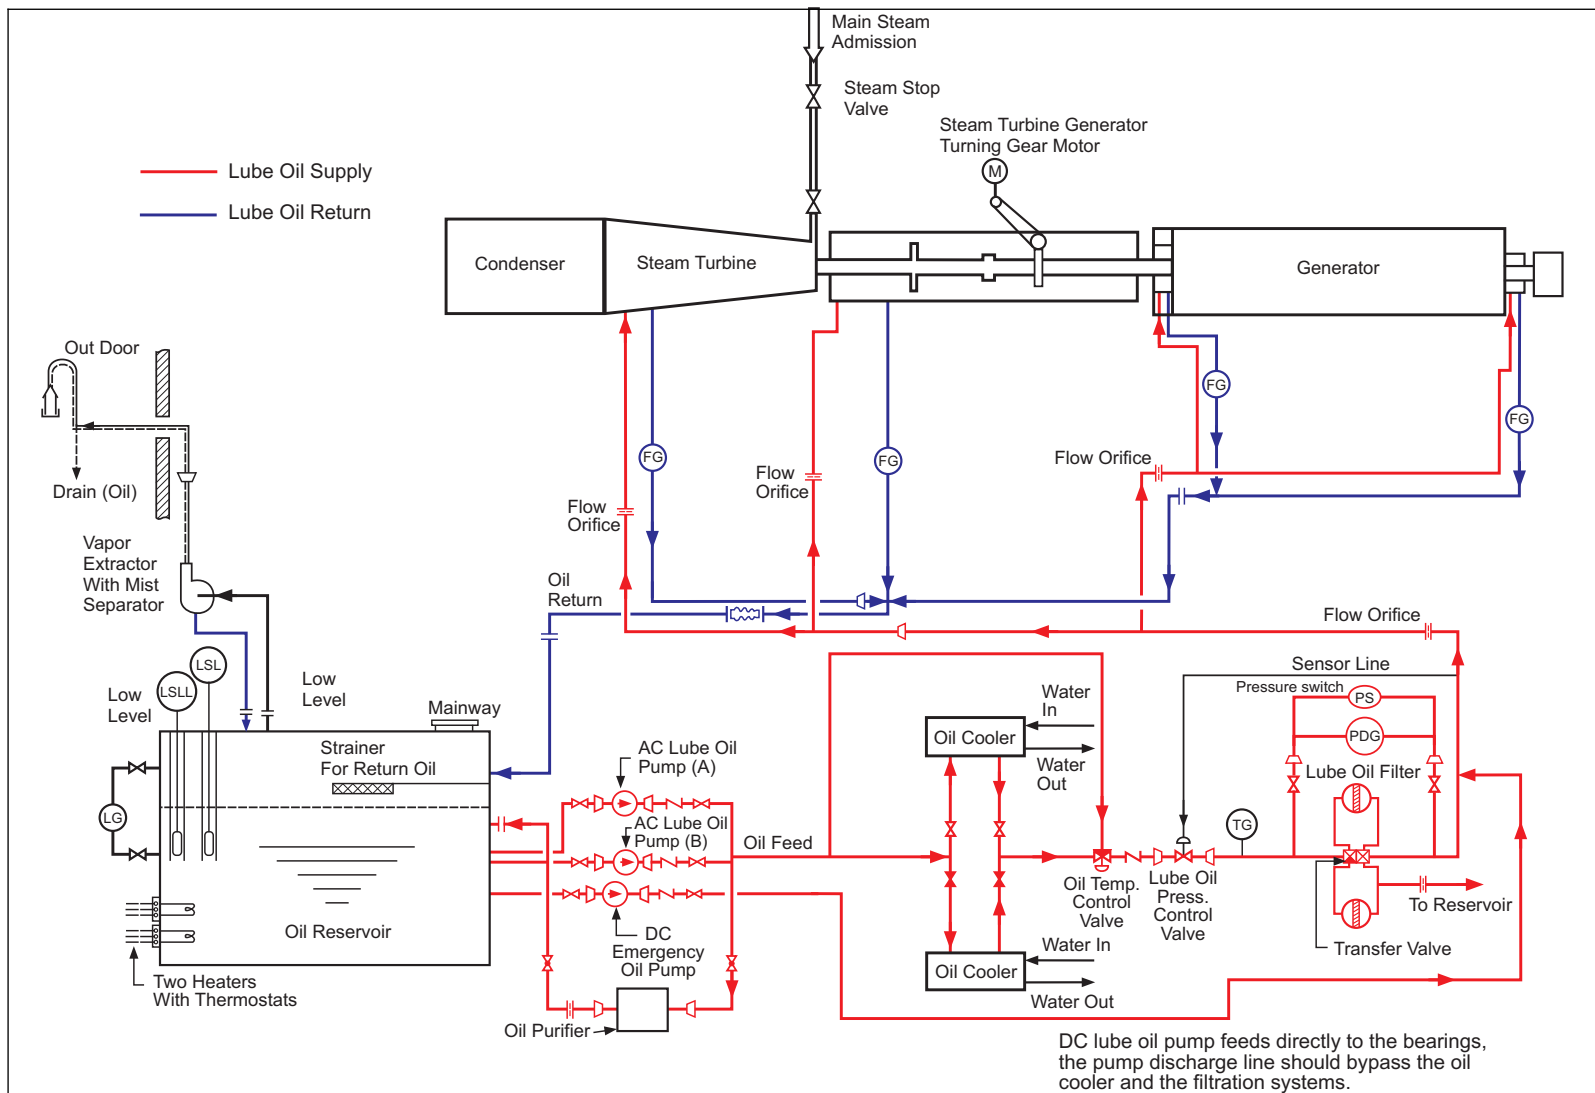 Main Steam
Admission
Steam Stop
Valve
Steam Turbine Generator
Turning Gear Motor
M
Lube Oil Supply
Lube Oil Return
Condenser
Steam Turbine
Generator
Out Door
FG
FG
FG
FG
Drain (Oil)
Flow
Orifice
Flow
Orifice
Flow Orifice
Vapor
Extractor
With Mist
Separator
Oil
Return
Flow Orifice
Sensor Line
Pressure switch
PS
PDG
Lube Oil Filter
LSL
LSLL
Low
Level
Low
Level
Mainway
Strainer
For Return Oil
LG
AC Lube Oil
Pump (A)
AC Lube Oil
Pump (B)
Oil Feed
Water
In
Oil Cooler
Water
Out
TG
Oil Temp.
Control
Valve
Lube Oil
Press.
Control
Valve
To Reservoir
Transfer Valve
Oil Reservoir
DC
Emergency
Oil Pump
Water In
Oil Cooler
Water Out
Two Heaters
With Thermostats
Oil Purifier
DC lube oil pump feeds directly to the bearings,
the pump discharge line should bypass the oil
cooler and the filtration systems.